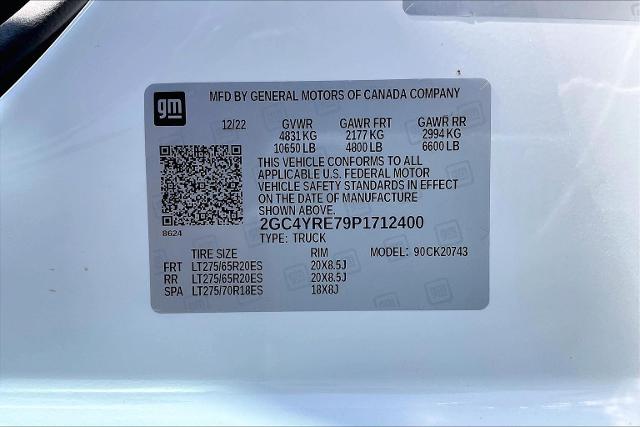 gm
MFD BY GENERAL MOTORS OF CANADA COMPANY
12/22 GVWR GAWR FRT GAWR RR
4831 KG 2177 KG 2994 KG
10650 LB 4800 LB 6600 LB
THIS VEHICLE CONFORMS TO ALL
APPLICABLE U.S. FEDERAL MOTOR
VEHICLE SAFETY STANDARDS IN EFFECT
ON THE DATE OF MANUFACTURE
SHOWN ABOVE.
8624
2GC4YRE79P1712400
TYPE: TRUCK
TIRE SIZE RIM MODEL: 90CK20743
FRT LT275/65R20ES 20X8.5J
RR LT275/65R20ES 20X8.5J
SPA LT275/70R18ES 18X8J